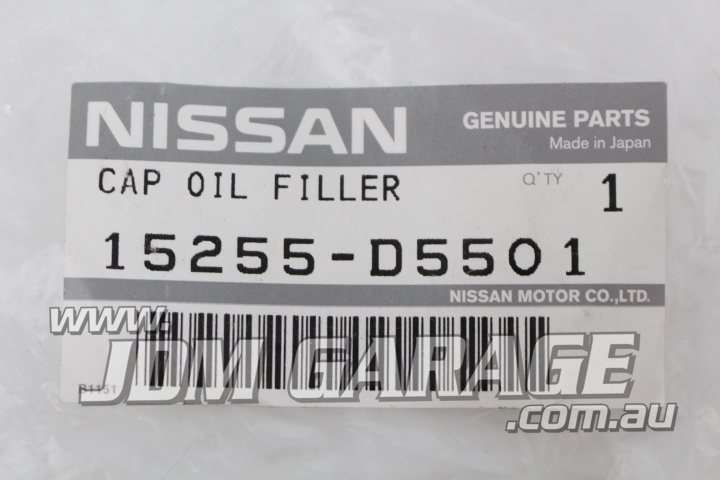 NISSAN
GENUINE PARTS
Made in Japan
CAP OIL FILLER
Q'TY 1
15255-D5501
NISSAN MOTOR CO.,LTD.
www.
JDM GARAGE
.com.au
B1151